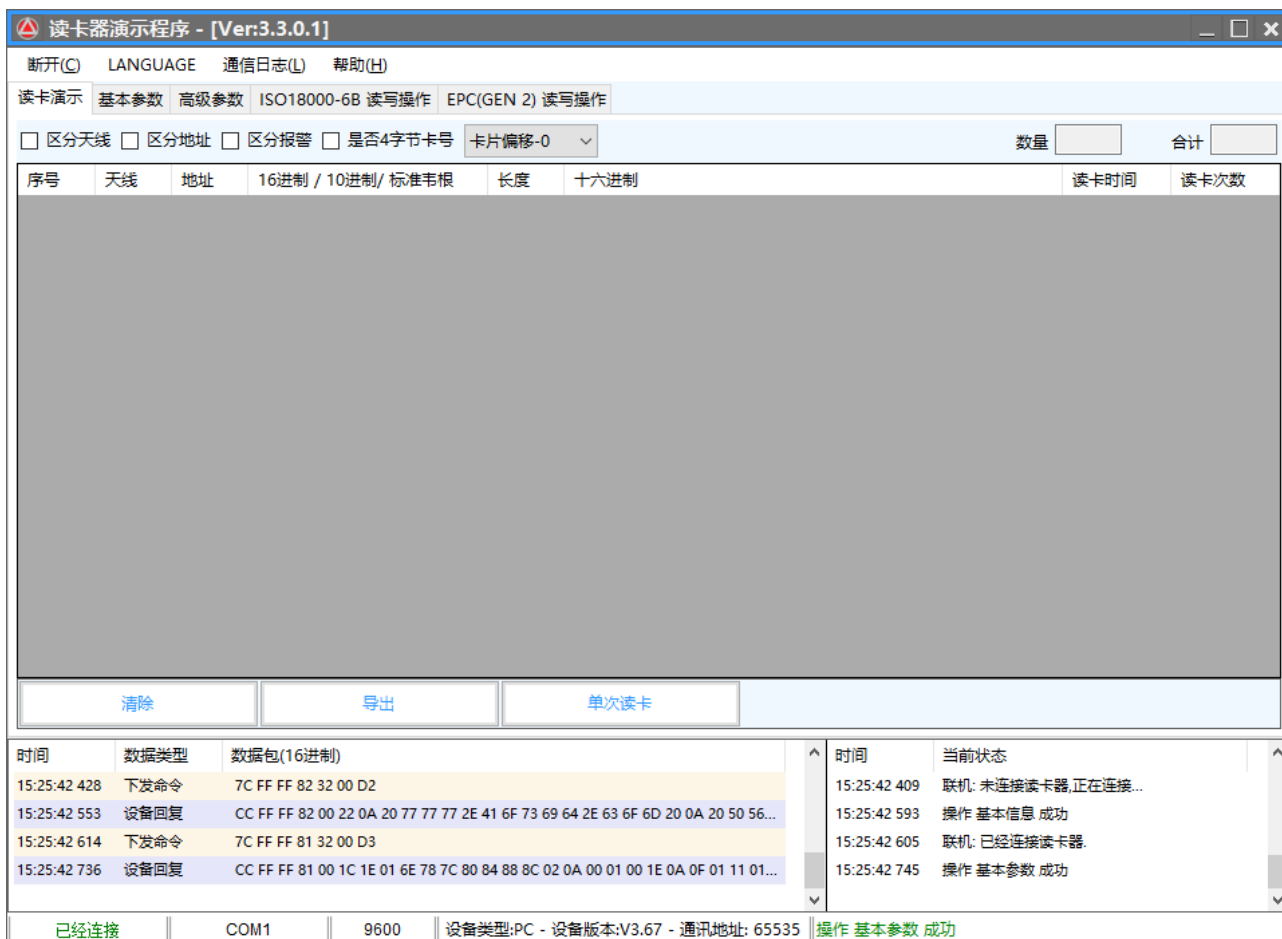 读卡器演示程序 - [Ver:3.3.0.1]
断开(C) LANGUAGE 通信日志(L) 帮助(H)
读卡演示 基本参数 高级参数 ISO18000-6B 读写操作 EPC(GEN 2) 读写操作
区分天线 区分地址 区分报警 是否4字节卡号 卡片偏移-0 数量 合计
序号 天线 地址 16进制 / 10进制/ 标准韦根 长度 十六进制 读卡时间 读卡次数
清除 导出 单次读卡
时间 数据类型 数据包(16进制)
15:25:42 428 下发命令 7C FF FF 82 32 00 D2
15:25:42 553 设备回复 CC FF FF 82 00 22 0A 20 77 77 77 2E 41 6F 73 69 64 2E 63 6F 6D 20 0A 20 50 56...
15:25:42 614 下发命令 7C FF FF 81 32 00 D3
15:25:42 736 设备回复 CC FF FF 81 00 1C 1E 01 6E 78 7C 80 84 88 8C 02 0A 00 01 00 1E 0A 0F 01 11 01...
时间 当前状态
15:25:42 409 联机: 未连接读卡器,正在连接...
15:25:42 593 操作 基本信息 成功
15:25:42 605 联机: 已经连接读卡器.
15:25:42 745 操作 基本参数 成功
已经连接 COM1 9600 设备类型:PC - 设备版本:V3.67 - 通讯地址: 65535 操作 基本参数 成功